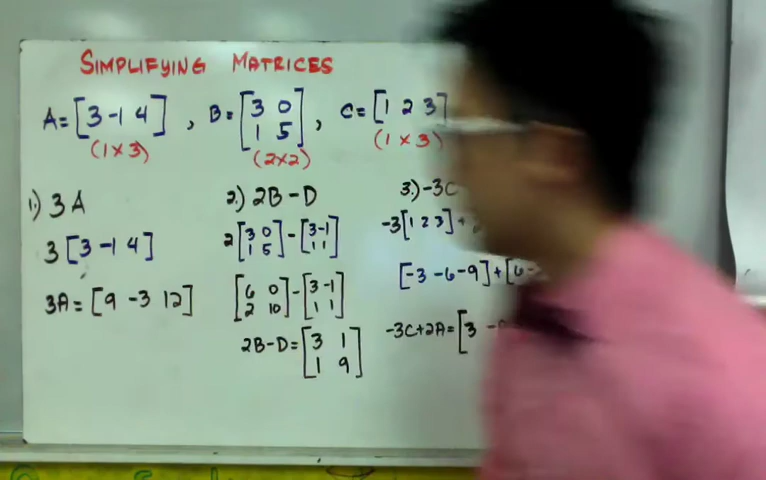 SIMPLIFYING MATRICES
A = [3 -1 4] , B = [3 0 , C = [1 2 3]
1 5]
(1 x 3) (2x2) (1 x 3)
1.) 3A
3 [3 -1 4]
3A = [9 -3 12]
2.) 2B - D
2 [3 0 - [3 -1
1 5] 1 1]
[6 0 - [3 -1
2 10] 1 1]
2B - D = [3 1
1 9]
3.) -3C
-3 [1 2 3] +
[-3 -6 -9] + [6
-3C + 2A = [3